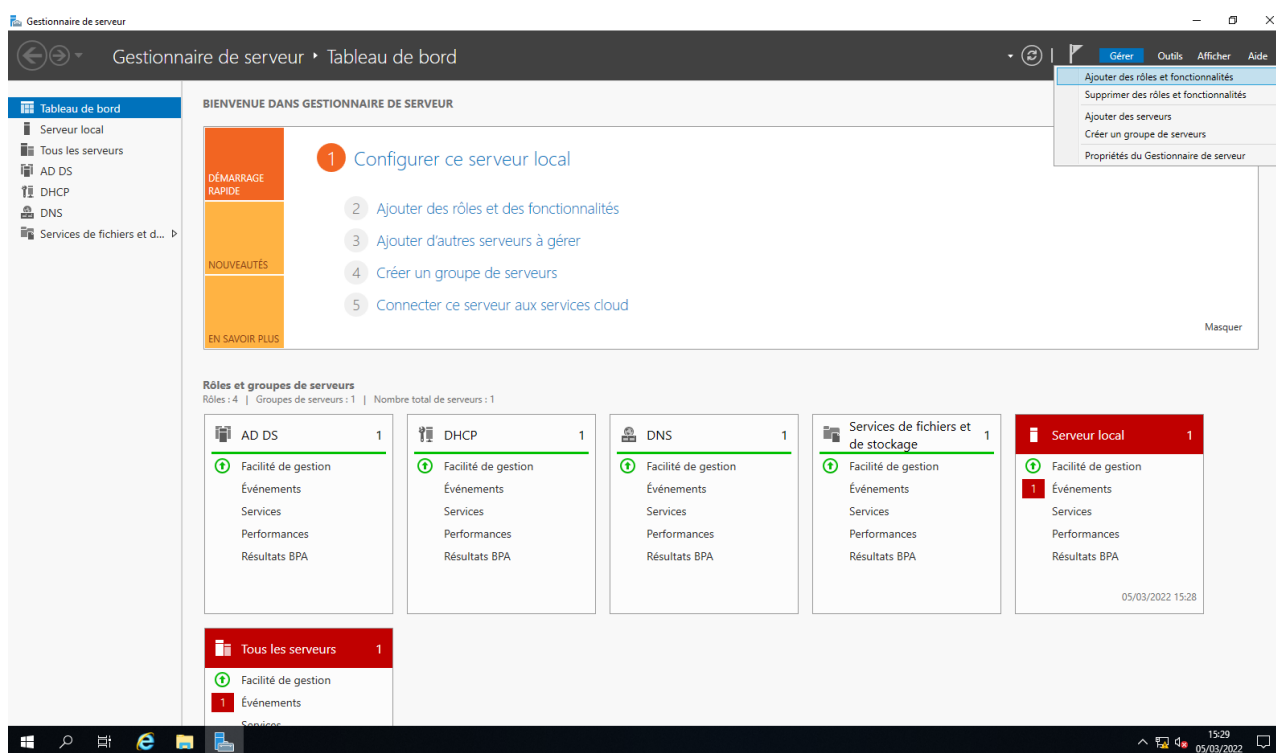 Gestionnaire de serveur
Gestionnaire de serveur • Tableau de bord
Gérer Outils Afficher Aide
Ajouter des rôles et fonctionnalités
Supprimer des rôles et fonctionnalités
Ajouter des serveurs
Créer un groupe de serveurs
Propriétés du Gestionnaire de serveur
Tableau de bord
Serveur local
Tous les serveurs
AD DS
DHCP
DNS
Services de fichiers et d...
BIENVENUE DANS GESTIONNAIRE DE SERVEUR
DÉMARRAGE
RAPIDE
NOUVEAUTÉS
EN SAVOIR PLUS
1 Configurer ce serveur local
2 Ajouter des rôles et des fonctionnalités
3 Ajouter d'autres serveurs à gérer
4 Créer un groupe de serveurs
5 Connecter ce serveur aux services cloud
Masquer
Rôles et groupes de serveurs
Rôles : 4 | Groupes de serveurs : 1 | Nombre total de serveurs : 1
AD DS 1
Facilité de gestion
Événements
Services
Performances
Résultats BPA
DHCP 1
Facilité de gestion
Événements
Services
Performances
Résultats BPA
DNS 1
Facilité de gestion
Événements
Services
Performances
Résultats BPA
Services de fichiers et
de stockage 1
Facilité de gestion
Événements
Services
Performances
Résultats BPA
Serveur local 1
Facilité de gestion
1 Événements
Services
Performances
Résultats BPA
05/03/2022 15:28
Tous les serveurs 1
Facilité de gestion
1 Événements
Services
15:29
05/03/2022